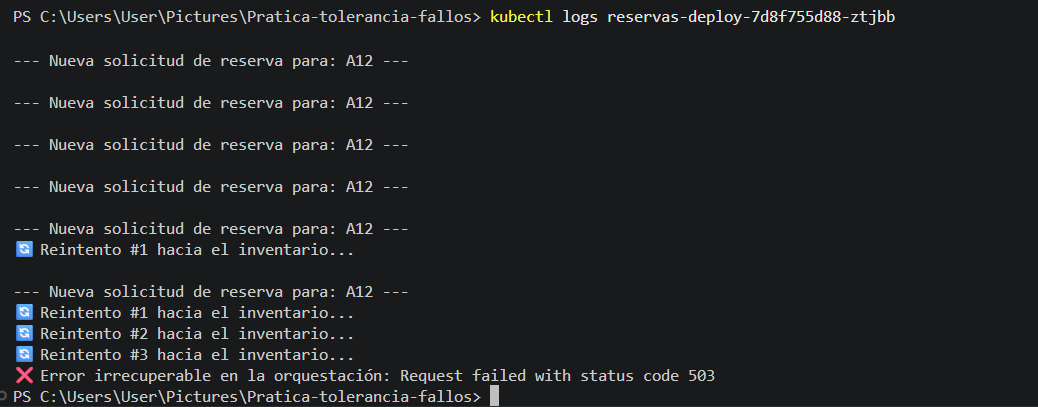 PS C:\Users\User\Pictures\Pratica-tolerancia-fallos> kubectl logs reservas-deploy-7d8f755d88-ztjbb
--- Nueva solicitud de reserva para: A12 ---
--- Nueva solicitud de reserva para: A12 ---
--- Nueva solicitud de reserva para: A12 ---
--- Nueva solicitud de reserva para: A12 ---
--- Nueva solicitud de reserva para: A12 ---
🔄 Reintento #1 hacia el inventario...
--- Nueva solicitud de reserva para: A12 ---
🔄 Reintento #1 hacia el inventario...
🔄 Reintento #2 hacia el inventario...
🔄 Reintento #3 hacia el inventario...
❌ Error irrecuperable en la orquestación: Request failed with status code 503
PS C:\Users\User\Pictures\Pratica-tolerancia-fallos>